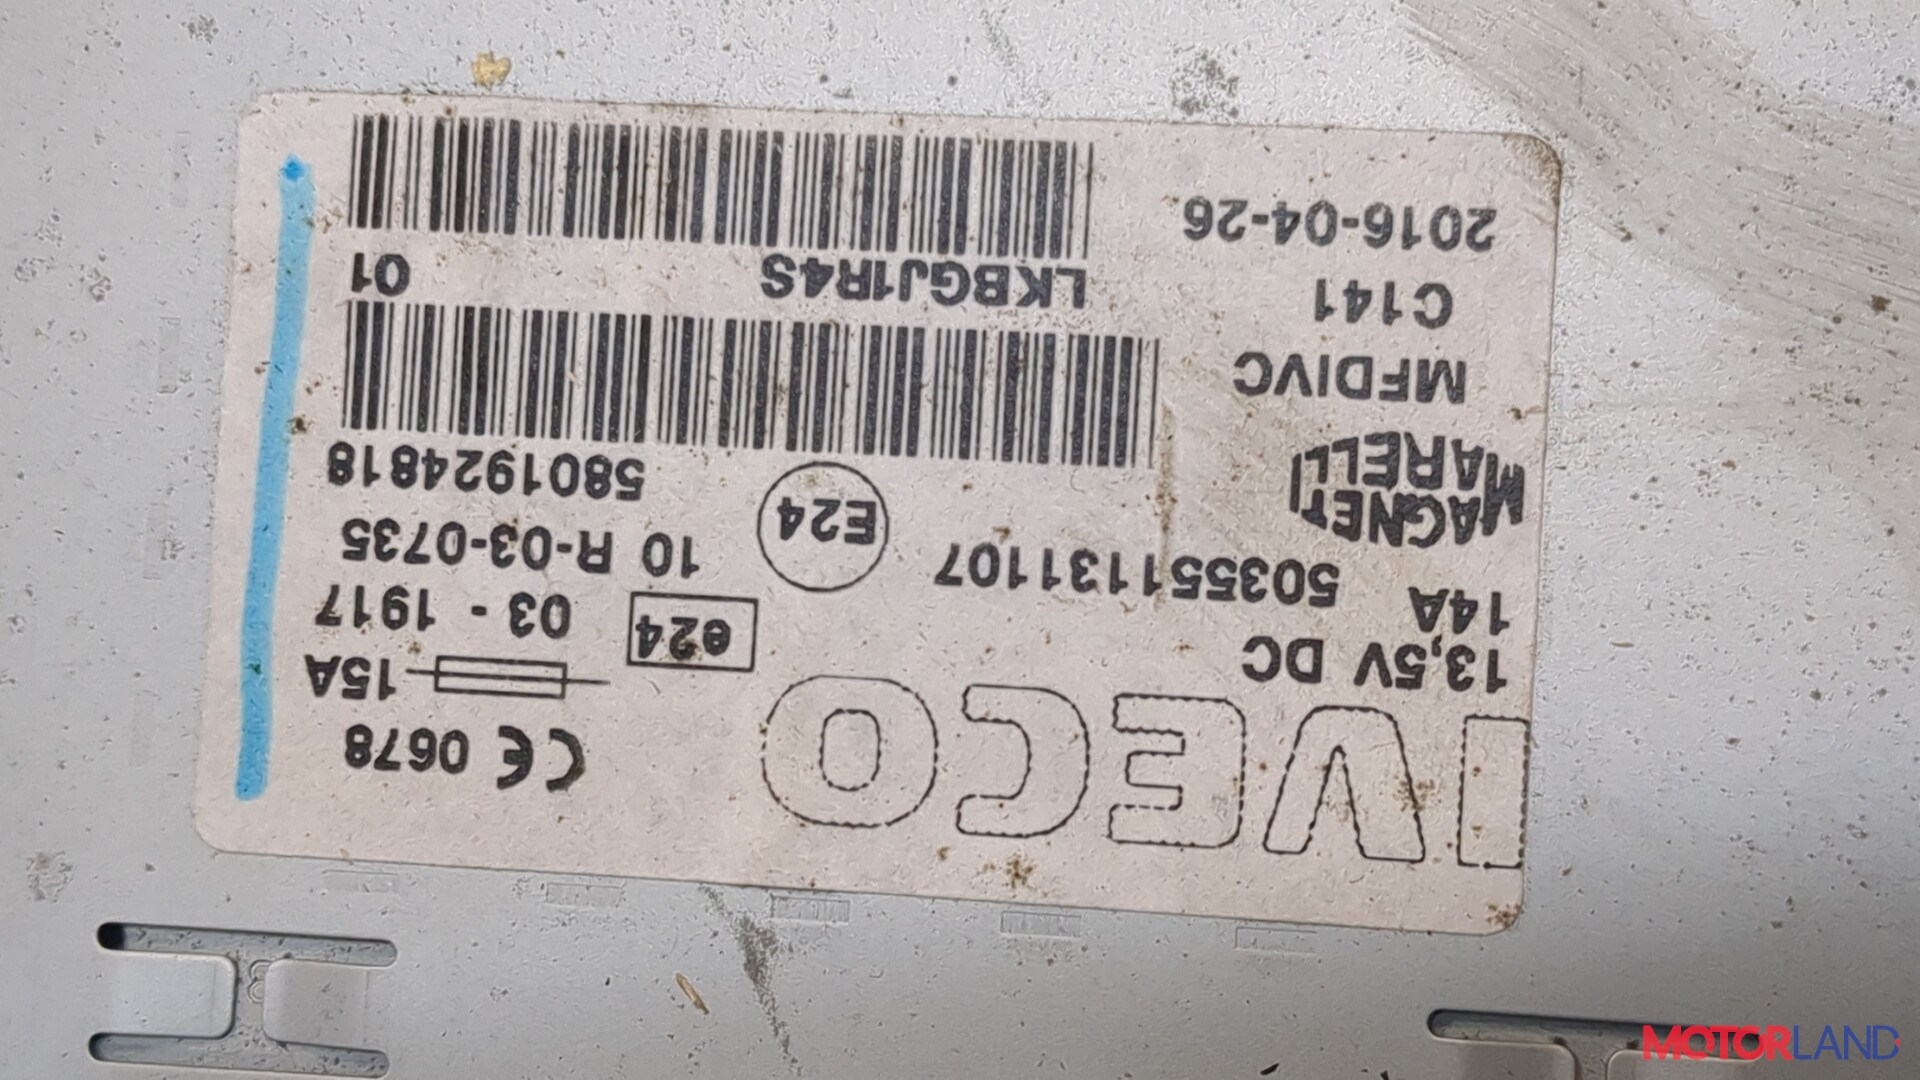 IVECO
CE 0678
13,5V DC
15A
14A
503551131107
e24
03 - 1917
MAGNETI
MARELLI
E24
10 R-03-0735
5801924818
MFDIVC
C141
LKBGJ1R4S
01
2016-04-26
MOTORLAND